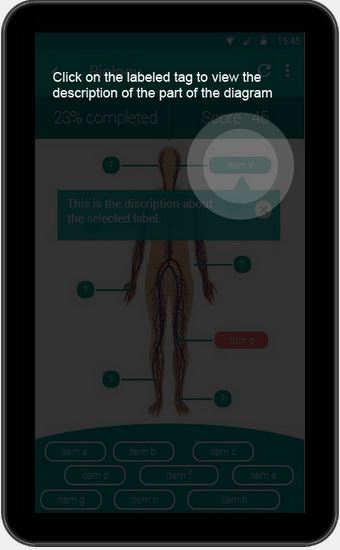 15:45
Biology
Click on the labeled tag to view the
description of the part of the diagram
23% completed
Score : 45
?
item k
This is the discription about
the selected label.
?
?
item p
?
?
item a
item b
item c
item d
item f
item e
item g
item h
item h